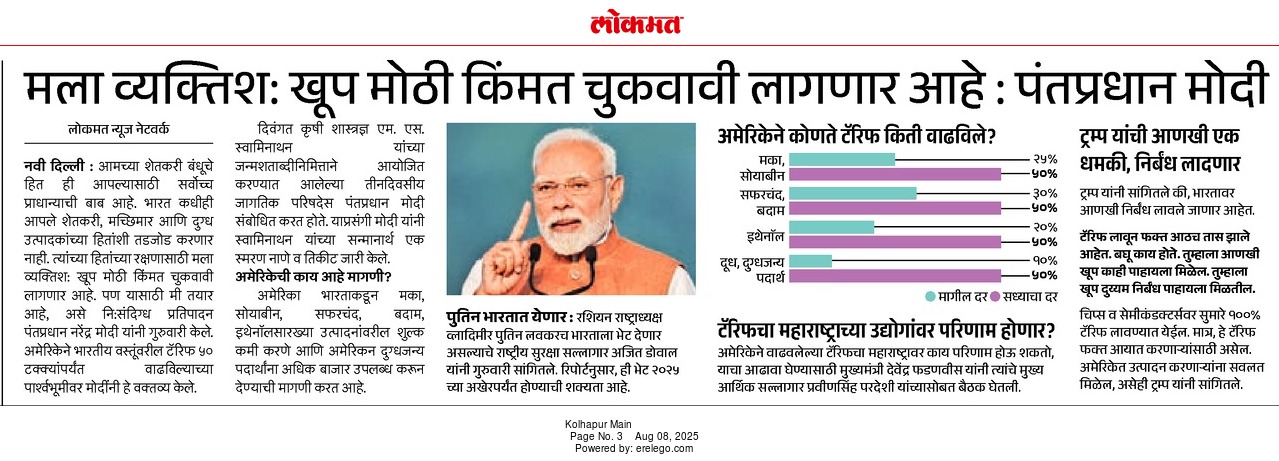 लोकमत
मला व्यक्तिश: खूप मोठी किंमत चुकवावी लागणार आहे : पंतप्रधान मोदी
लोकमत न्यूज नेटवर्क
नवी दिल्ली : आमच्या शेतकरी बंधूचे
हित ही आपल्यासाठी सर्वोच्च
प्राधान्याची बाब आहे. भारत कधीही
आपले शेतकरी, मच्छिमार आणि दुग्ध
उत्पादकांच्या हितांशी तडजोड करणार
नाही. त्यांच्या हितांच्या रक्षणासाठी मला
व्यक्तिश: खूप मोठी किंमत चुकवावी
लागणार आहे. पण यासाठी मी तयार
आहे, असे नि:संदिग्ध प्रतिपादन
पंतप्रधान नरेंद्र मोदी यांनी गुरुवारी केले.
अमेरिकेने भारतीय वस्तूंवरील टॅरिफ ५०
टक्क्यांपर्यंत वाढविल्याच्या
पार्श्वभूमीवर मोदींनी हे वक्तव्य केले.
दिवंगत कृषी शास्त्रज्ञ एम. एस.
स्वामिनाथन यांच्या
जन्मशताब्दीनिमित्ताने आयोजित
करण्यात आलेल्या तीनदिवसीय
जागतिक परिषदेस पंतप्रधान मोदी
संबोधित करत होते. याप्रसंगी मोदी यांनी
स्वामिनाथन यांच्या सन्मानार्थ एक
स्मरण नाणे व तिकीट जारी केले.
अमेरिकेची काय आहे मागणी?
अमेरिका भारताकडून मका,
सोयाबीन, सफरचंद, बदाम,
इथेनॉलसारख्या उत्पादनांवरील शुल्क
कमी करणे आणि अमेरिकन दुग्धजन्य
पदार्थांना अधिक बाजार उपलब्ध करून
देण्याची मागणी करत आहे.
पुतिन भारतात येणार : रशियन राष्ट्राध्यक्ष
व्लादिमीर पुतिन लवकरच भारताला भेट देणार
असल्याचे राष्ट्रीय सुरक्षा सल्लागार अजित डोवाल
यांनी गुरुवारी सांगितले. रिपोर्टनुसार, ही भेट २०२५
च्या अखेरपर्यंत होण्याची शक्यता आहे.
अमेरिकेने कोणते टॅरिफ किती वाढविले?
मका,
सोयाबीन
२५%
५०%
सफरचंद,
बदाम
३०%
५०%
इथेनॉल
२०%
५०%
दूध, दुग्धजन्य
पदार्थ
१०%
५०%
मागील दर सध्याचा दर
टॅरिफचा महाराष्ट्राच्या उद्योगांवर परिणाम होणार?
अमेरिकेने वाढवलेल्या टॅरिफचा महाराष्ट्रावर काय परिणाम होऊ शकतो,
याचा आढावा घेण्यासाठी मुख्यमंत्री देवेंद्र फडणवीस यांनी त्यांचे मुख्य
आर्थिक सल्लागार प्रवीणसिंह परदेशी यांच्यासोबत बैठक घेतली.
ट्रम्प यांची आणखी एक
धमकी, निर्बंध लादणार
ट्रम्प यांनी सांगितले की, भारतावर
आणखी निर्बंध लावले जाणार आहेत.
टॅरिफ लावून फक्त आठच तास झाले
आहेत. बघू काय होते. तुम्हाला आणखी
खूप काही पाहायला मिळेल. तुम्हाला
खूप दुय्यम निर्बंध पाहायला मिळतील.
चिप्स व सेमीकंडक्टर्सवर सुमारे १००%
टॅरिफ लावण्यात येईल. मात्र, हे टॅरिफ
फक्त आयात करणाऱ्यांसाठी असेल.
अमेरिकेत उत्पादन करणाऱ्यांना सवलत
मिळेल, असेही ट्रम्प यांनी सांगितले.
Kolhapur Main
Page No. 3 Aug 08, 2025
Powered by: erelego.com